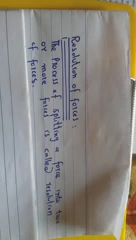 Resolution of forces :
The Process of splitting a force into two
or more forces is called resolution
of forces.